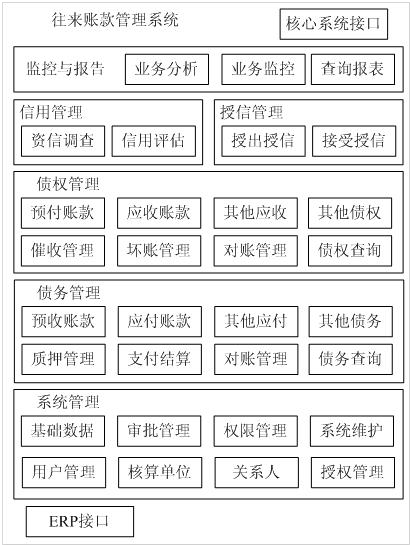 往来账款管理系统 核心系统接口
监控与报告 业务分析 业务监控 查询报表
信用管理 授信管理
资信调查 信用评估 授出授信 接受授信
债权管理
预付账款 应收账款 其他应收 其他债权
催收管理 坏账管理 对账管理 债权查询
债务管理
预收账款 应付账款 其他应付 其他债务
质押管理 支付结算 对账管理 债务查询
系统管理
基础数据 审批管理 权限管理 系统维护
用户管理 核算单位 关系人 授权管理
ERP接口